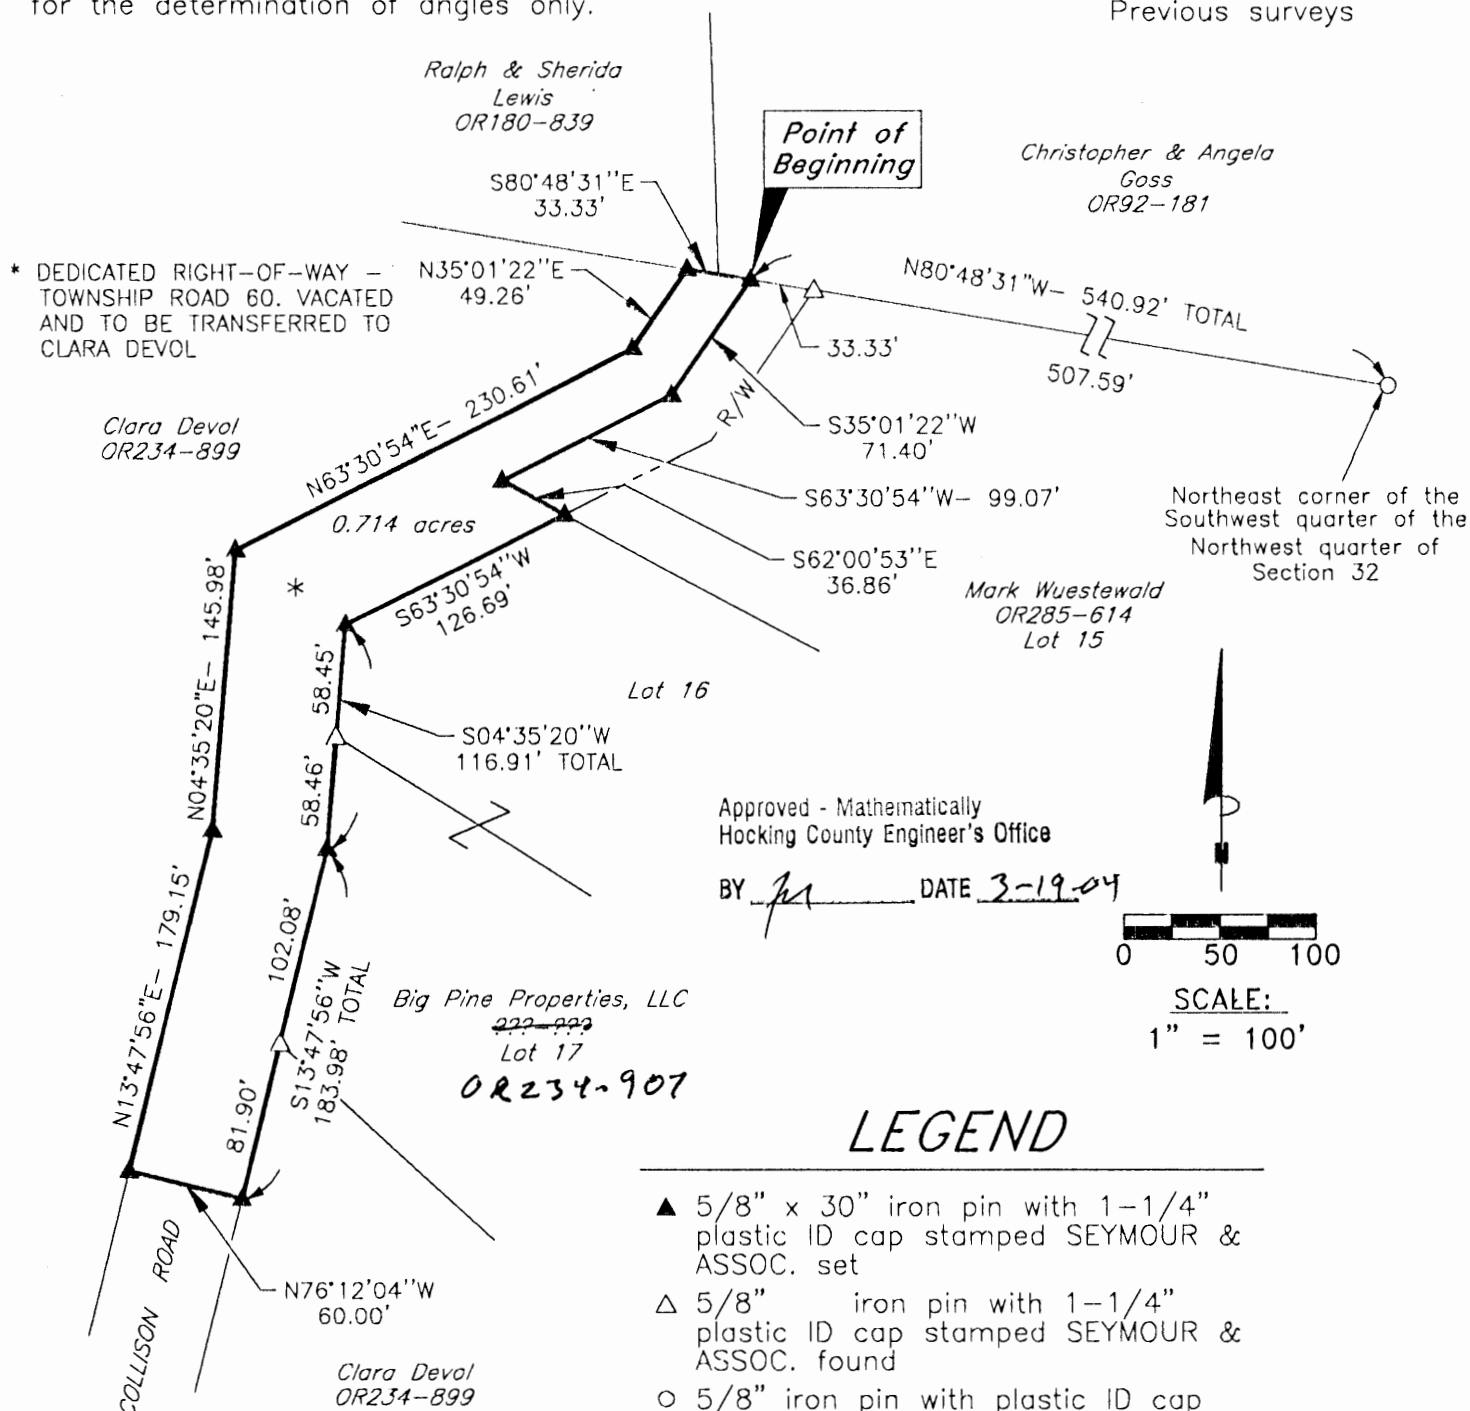 for the determination of angles only.
Previous surveys
Ralph & Sherida
Lewis
OR180-839
Point of
Beginning
Christopher & Angela
Goss
OR92-181
S80°48'31"E
33.33'
* DEDICATED RIGHT-OF-WAY -
TOWNSHIP ROAD 60. VACATED
AND TO BE TRANSFERRED TO
CLARA DEVOL
N35°01'22"E
49.26'
N80°48'31"W- 540.92' TOTAL
33.33'
507.59'
R/W
Clara Devol
OR234-899
N63°30'54"E- 230.61'
S35°01'22"W
71.40'
S63°30'54"W- 99.07'
Northeast corner of the
Southwest quarter of the
Northwest quarter of
Section 32
0.714 acres
S62°00'53"E
36.86'
Mark Wuestewald
OR285-614
Lot 15
*
S63°30'54"W
126.69'
N04°35'20"E- 145.98'
58.45'
Lot 16
S04°35'20"W
116.91' TOTAL
58.46'
Approved - Mathematically
Hocking County Engineer's Office
BY DATE 3-19-04
N
0 50 100
SCALE:
1" = 100'
N13°47'56"E- 179.15'
102.08'
S13°47'56"W
183.98' TOTAL
81.90'
Big Pine Properties, LLC
???-???
Lot 17
OR234-907
LEGEND
▲ 5/8" x 30" iron pin with 1-1/4"
plastic ID cap stamped SEYMOUR &
ASSOC. set
△ 5/8" iron pin with 1-1/4"
plastic ID cap stamped SEYMOUR &
ASSOC. found
○ 5/8" iron pin with plastic ID cap
N76°12'04"W
60.00'
COLLISON ROAD
Clara Devol
OR234-899